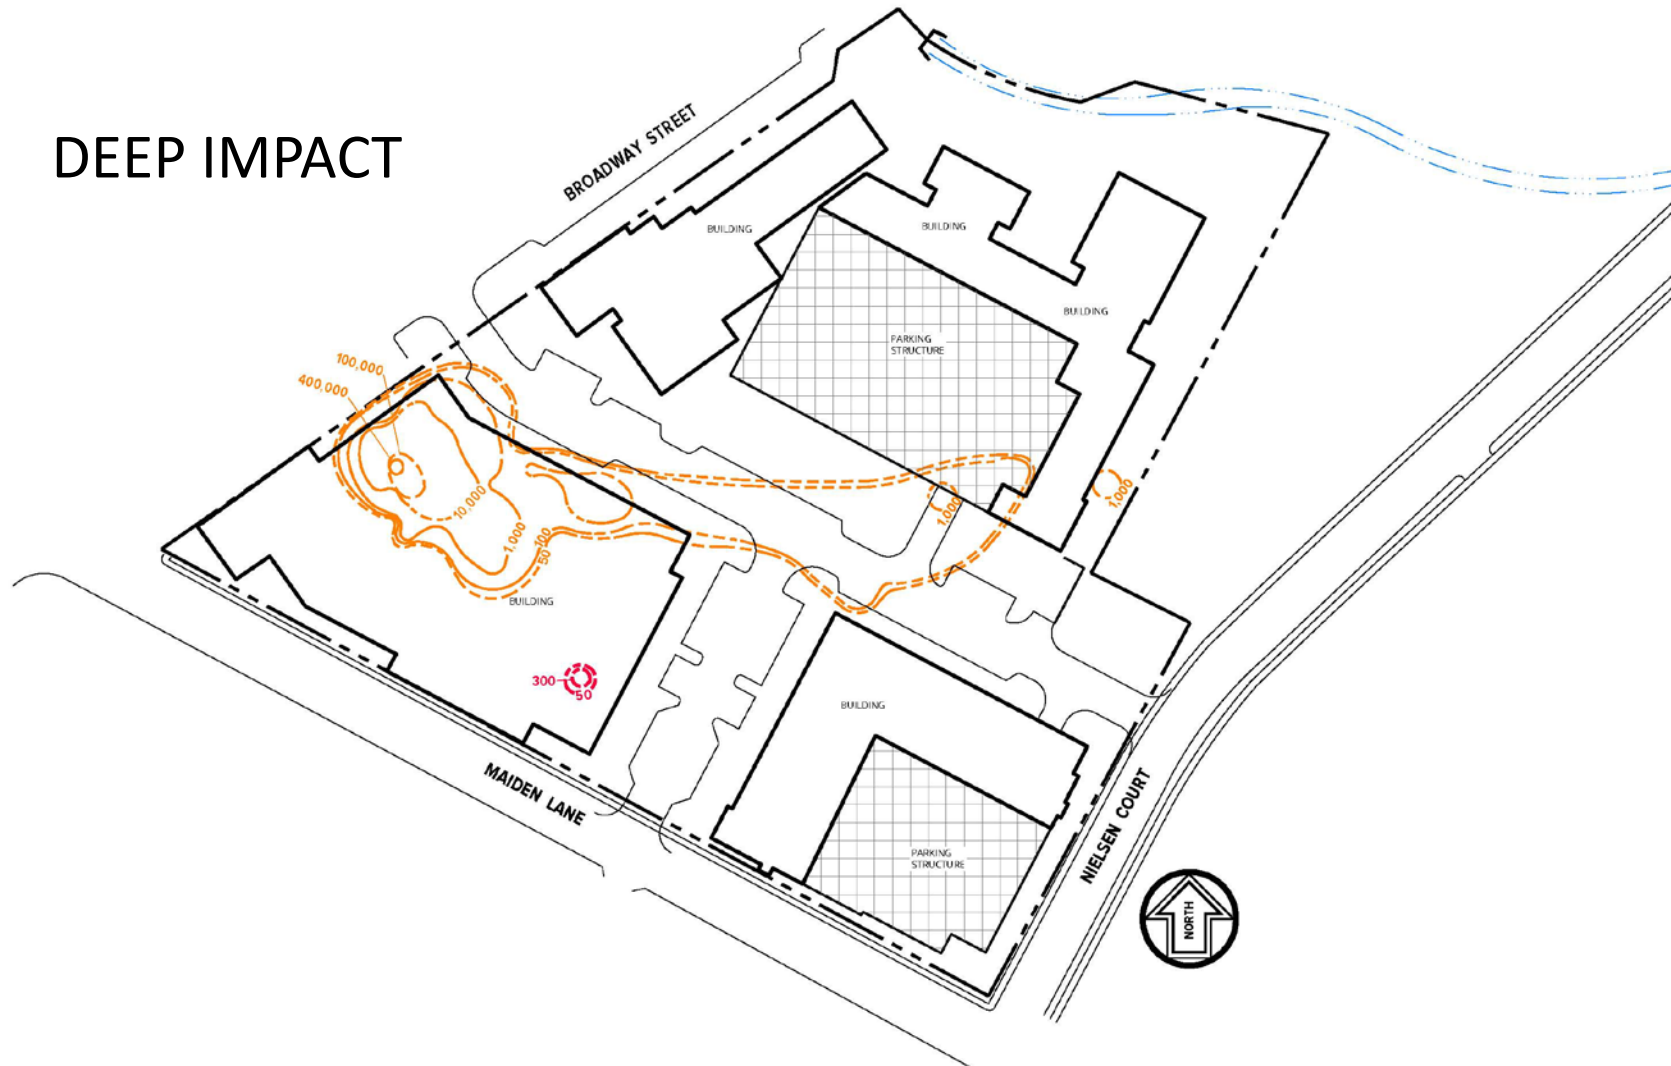 DEEP IMPACT
BROADWAY STREET
BUILDING
BUILDING
BUILDING
PARKING
STRUCTURE
100,000
400,000
10,000
1,000
100
50
1,000
1,000
BUILDING
300
50
BUILDING
MAIDEN LANE
PARKING
STRUCTURE
NIELSEN COURT
NORTH